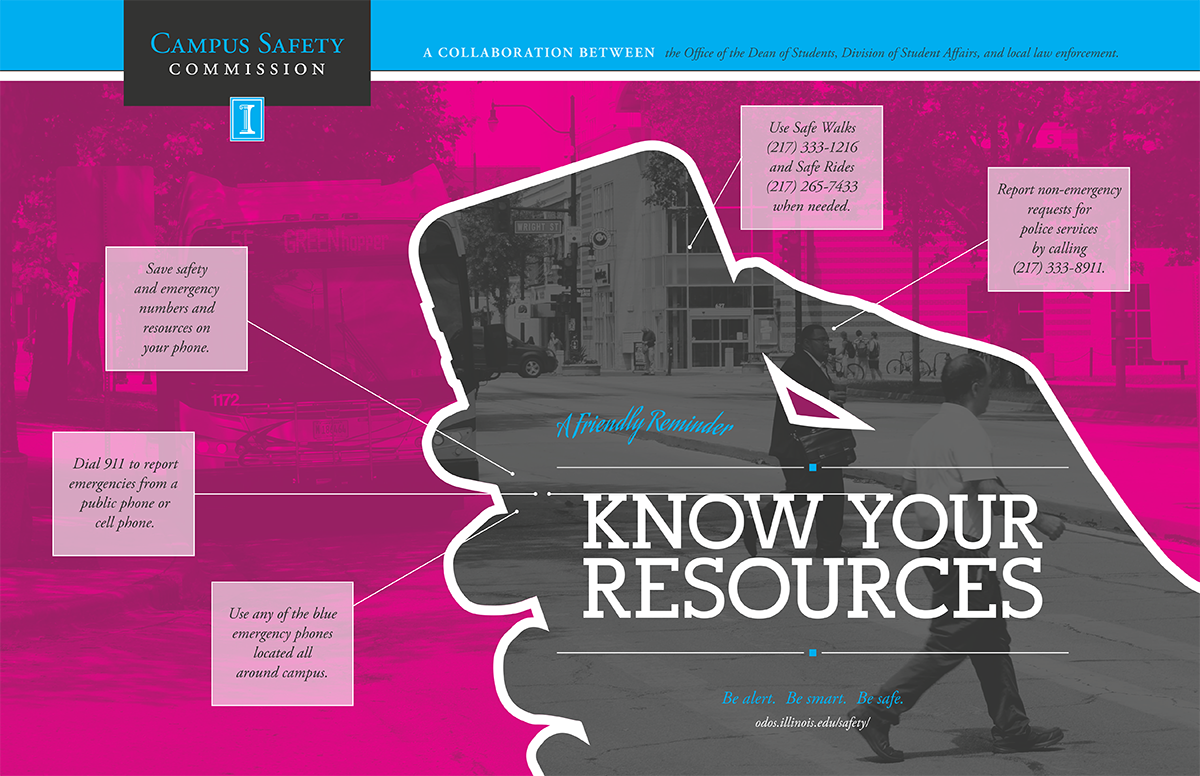 CAMPUS SAFETY
COMMISSION
I
A COLLABORATION BETWEEN the Office of the Dean of Students, Division of Student Affairs, and local law enforcement.
Use Safe Walks
(217) 333-1216
and Safe Rides
(217) 265-7433
when needed.
Report non-emergency
requests for
police services
by calling
(217) 333-8911.
WRIGHT ST
Save safety
and emergency
numbers and
resources on
your phone.
1172
A Friendly Reminder
Dial 911 to report
emergencies from a
public phone or
cell phone.
KNOW YOUR
RESOURCES
Use any of the blue
emergency phones
located all
around campus.
Be alert. Be smart. Be safe.
odos.illinois.edu/safety/